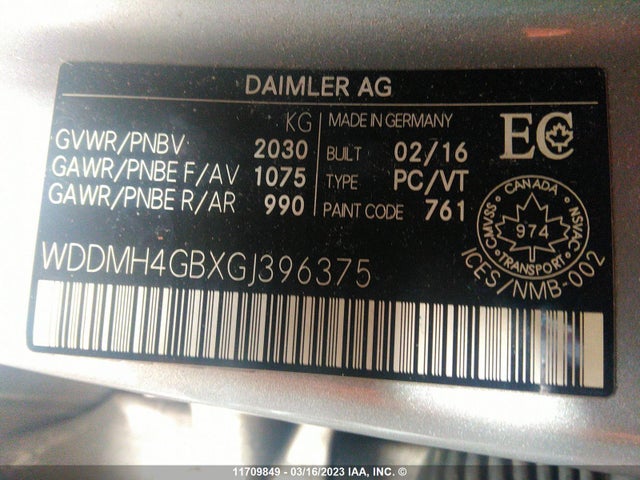 DAIMLER AG
KG
GVWR/PNBV 2030
GAWR/PNBE F/AV 1075
GAWR/PNBE R/AR 990
MADE IN GERMANY
BUILT 02/16
TYPE PC/VT
PAINT CODE 761
EC
CANADA
CMVSS 974 NSVAC
TRANSPORT
ICES/NMB-002
WDDMH4GBXGJ396375
11709849 - 03/16/2023 IAA, INC. ©